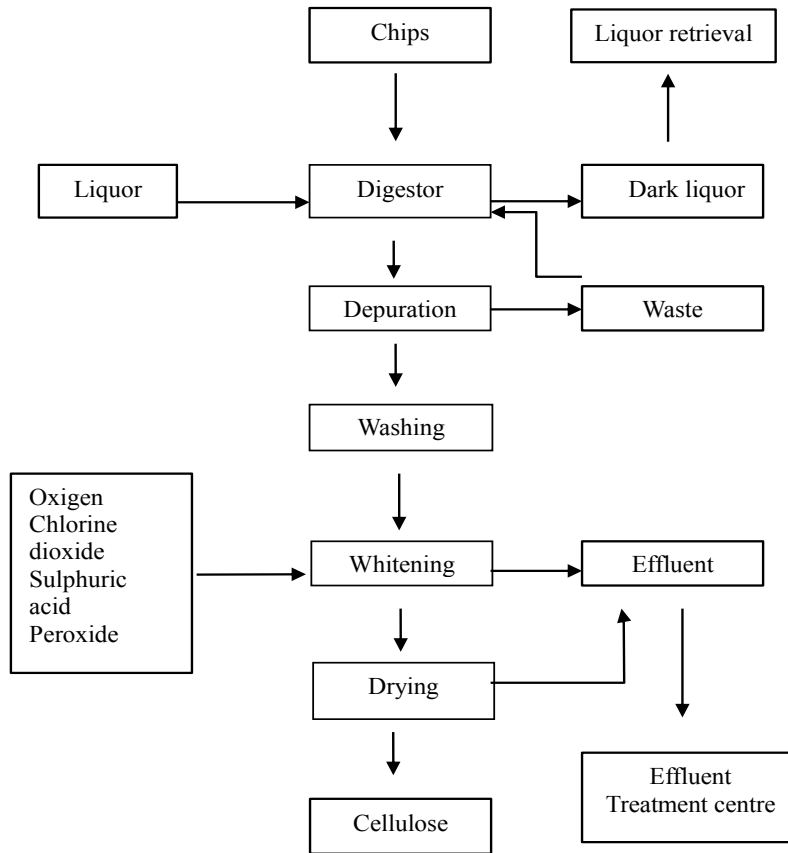 Chips
Liquor retrieval
Liquor
Digestor
Dark liquor
Depuration
Waste
Washing
Oxigen
Chlorine
dioxide
Sulphuric
acid
Peroxide
Whitening
Effluent
Drying
Effluent
Treatment centre
Cellulose